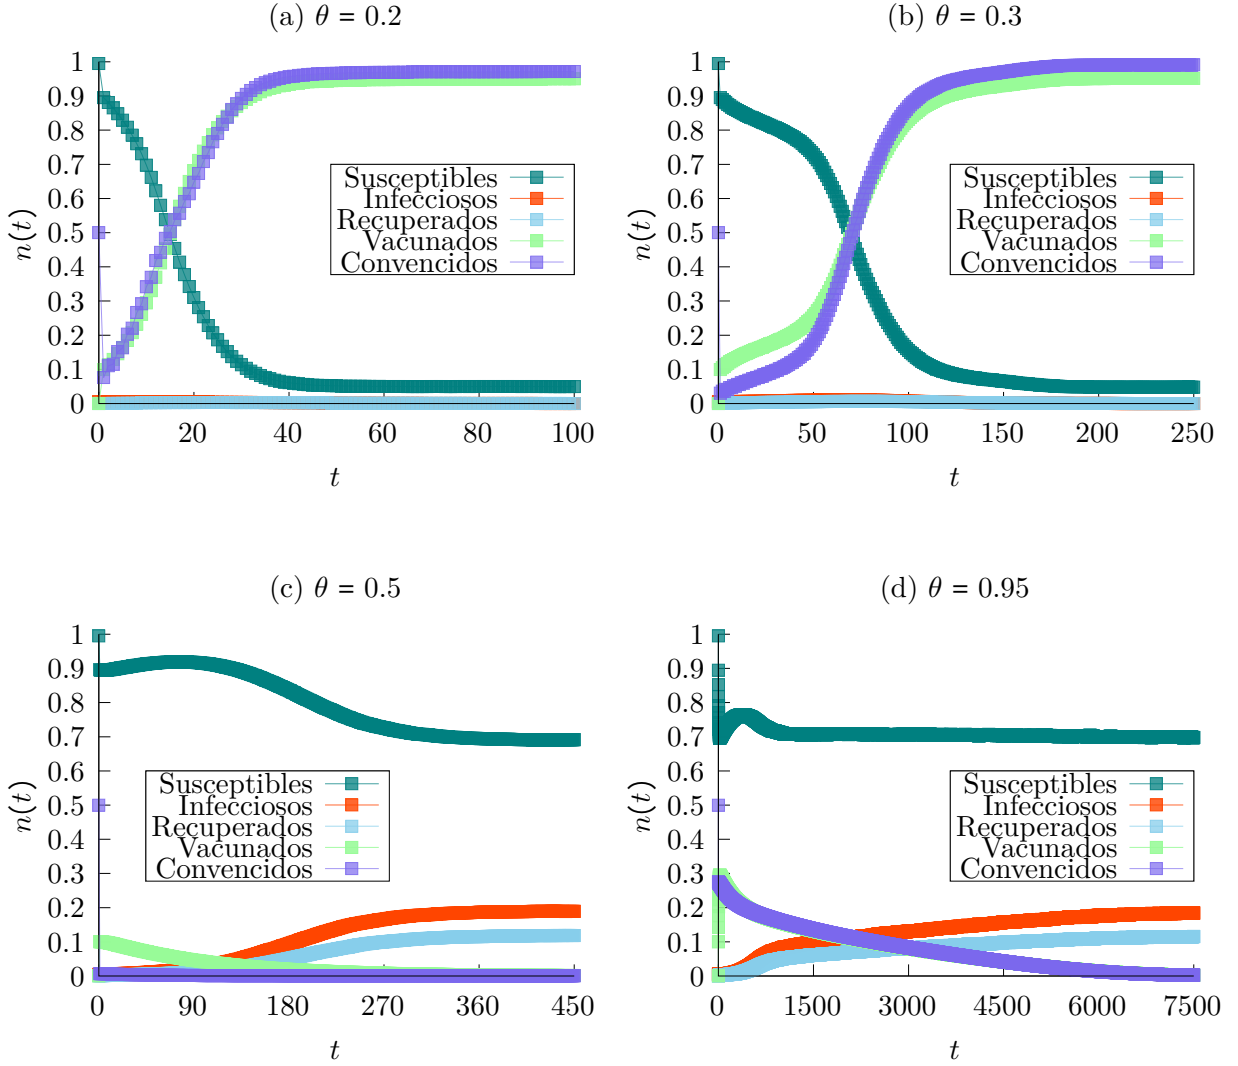 (a) θ = 0.2
n(t)
1
0.9
0.8
0.7
0.6
0.5
0.4
0.3
0.2
0.1
0
0 20 40 60 80 100
t
Susceptibles
Infecciosos
Recuperados
Vacunados
Convencidos
(b) θ = 0.3
n(t)
1
0.9
0.8
0.7
0.6
0.5
0.4
0.3
0.2
0.1
0
0 50 100 150 200 250
t
Susceptibles
Infecciosos
Recuperados
Vacunados
Convencidos
(c) θ = 0.5
n(t)
1
0.9
0.8
0.7
0.6
0.5
0.4
0.3
0.2
0.1
0
0 90 180 270 360 450
t
Susceptibles
Infecciosos
Recuperados
Vacunados
Convencidos
(d) θ = 0.95
n(t)
1
0.9
0.8
0.7
0.6
0.5
0.4
0.3
0.2
0.1
0
0 1500 3000 4500 6000 7500
t
Susceptibles
Infecciosos
Recuperados
Vacunados
Convencidos